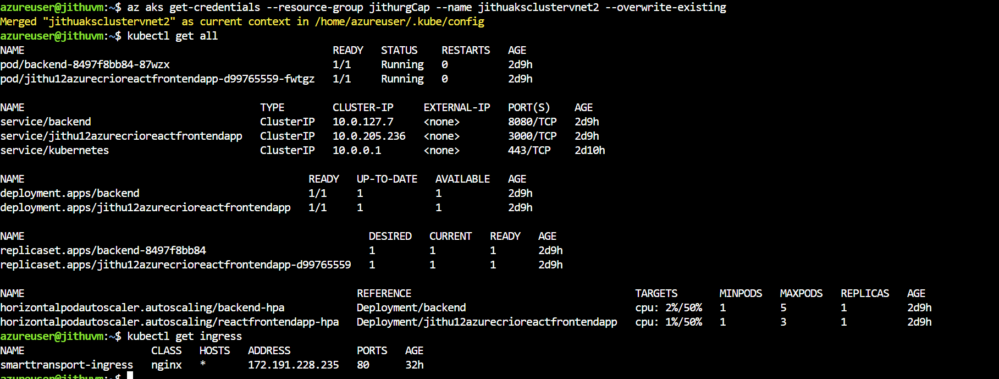 azureuser@jithuvm:~$ az aks get-credentials --resource-group jithurgCap --name jithuaksclustervnet2 --overwrite-existing
Merged "jithuaksclustervnet2" as current context in /home/azureuser/.kube/config
azureuser@jithuvm:~$ kubectl get all
NAME READY STATUS RESTARTS AGE
pod/backend-8497f8bb84-87wzx 1/1 Running 0 2d9h
pod/jithu12azurecrioreactfrontendapp-d99765559-fwtgz 1/1 Running 0 2d9h
NAME TYPE CLUSTER-IP EXTERNAL-IP PORT(S) AGE
service/backend ClusterIP 10.0.127.7 <none> 8080/TCP 2d9h
service/jithu12azurecrioreactfrontendapp ClusterIP 10.0.205.236 <none> 3000/TCP 2d9h
service/kubernetes ClusterIP 10.0.0.1 <none> 443/TCP 2d10h
NAME READY UP-TO-DATE AVAILABLE AGE
deployment.apps/backend 1/1 1 1 2d9h
deployment.apps/jithu12azurecrioreactfrontendapp 1/1 1 1 2d9h
NAME DESIRED CURRENT READY AGE
replicaset.apps/backend-8497f8bb84 1 1 1 2d9h
replicaset.apps/jithu12azurecrioreactfrontendapp-d99765559 1 1 1 2d9h
NAME REFERENCE TARGETS MINPODS MAXPODS REPLICAS AGE
horizontalpodautoscaler.autoscaling/backend-hpa Deployment/backend cpu: 2%/50% 1 5 1 2d9h
horizontalpodautoscaler.autoscaling/reactfrontendapp-hpa Deployment/jithu12azurecrioreactfrontendapp cpu: 1%/50% 1 3 1 2d9h
azureuser@jithuvm:~$ kubectl get ingress
NAME CLASS HOSTS ADDRESS PORTS AGE
smarttransport-ingress nginx * 172.191.228.235 80 32h
azureuser@jithuvm:~$